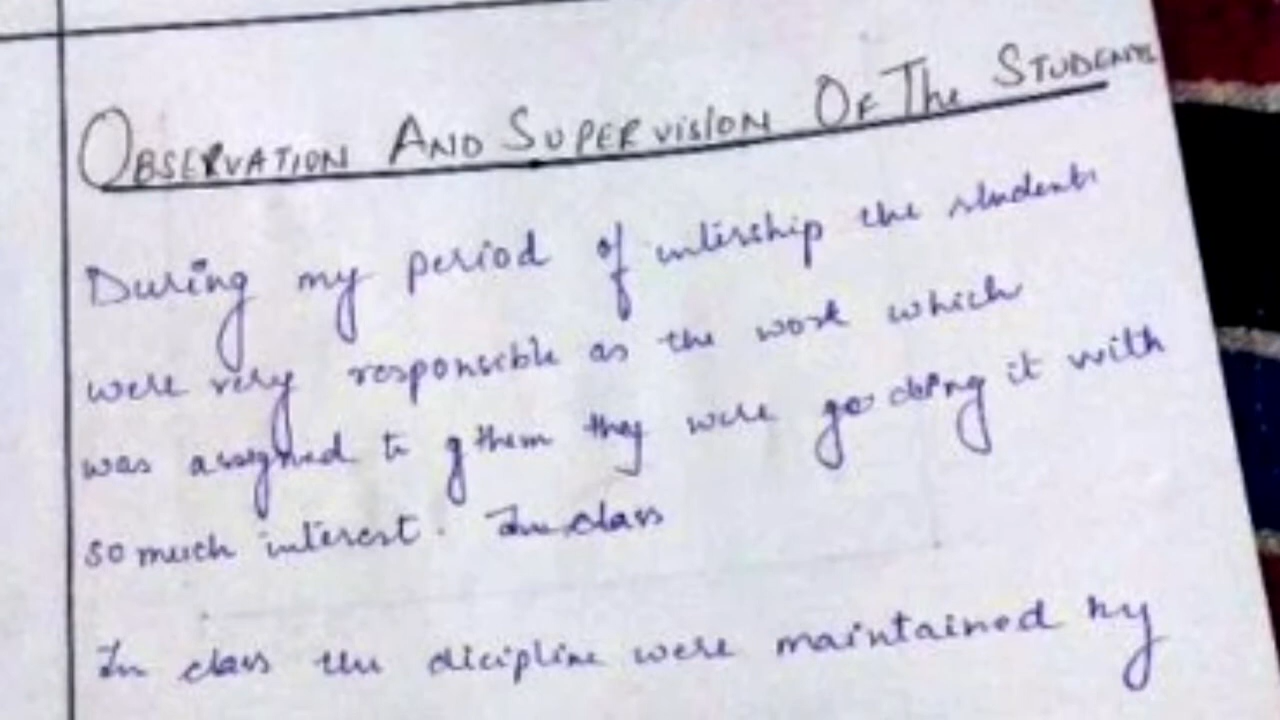 OBSERVATION AND SUPERVISION OF THE STUDENTS
During my period of intership the students
were very responsible as the work which
was assigned to them they were doing it with
so much interest. In class
In class the dicipline were maintained by